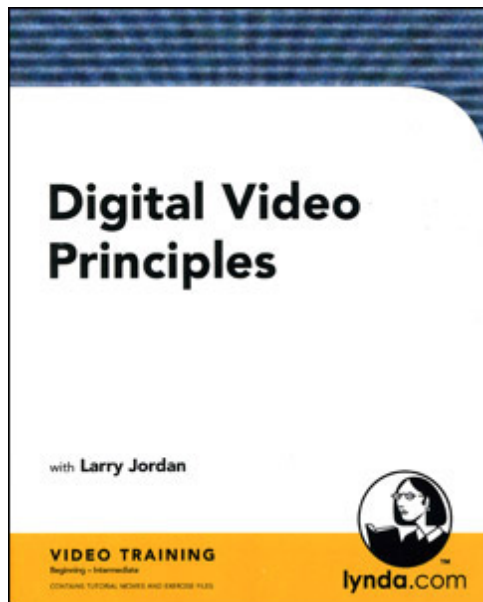 Digital Video
Principles
with Larry Jordan
VIDEO TRAINING
Beginning – Intermediate
CONTAINS TUTORIAL MOVIES AND EXERCISE FILES
™
lynda.com